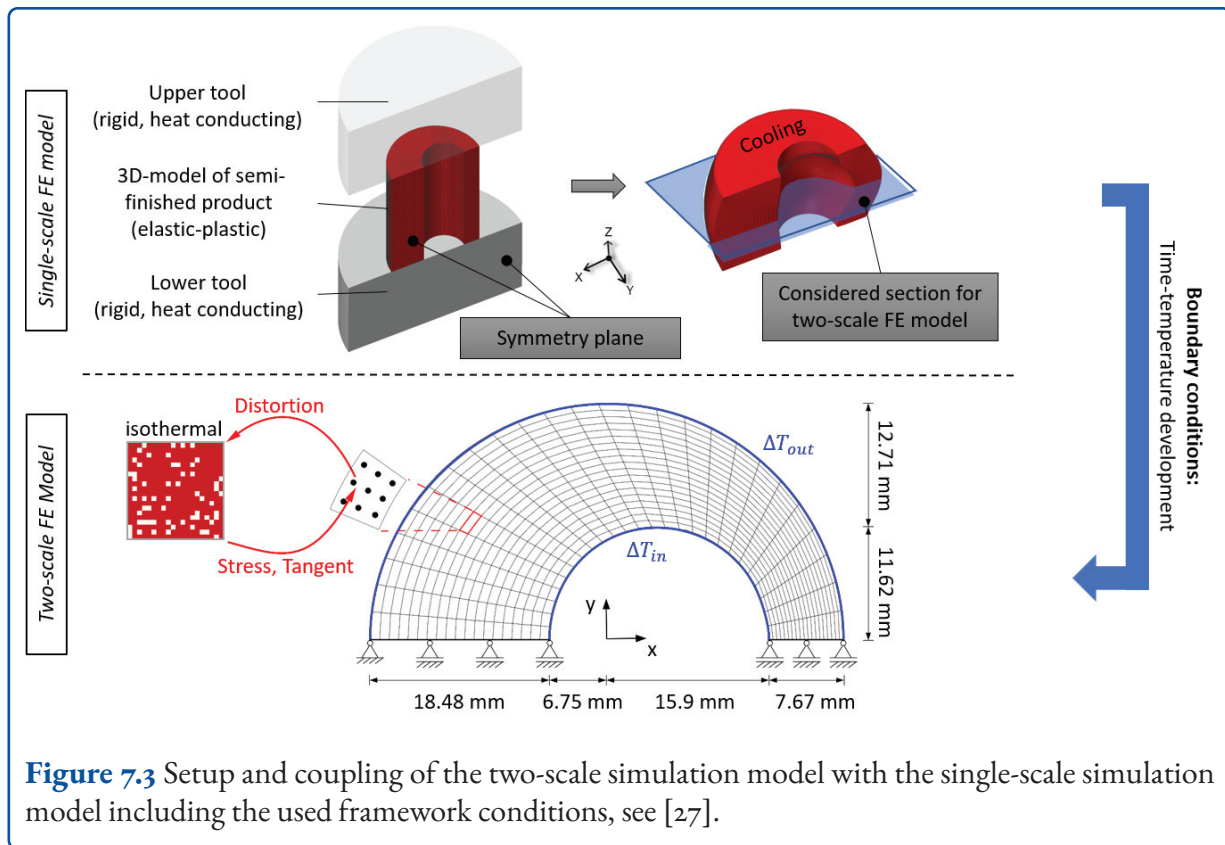 Single-scale FE model
Upper tool
(rigid, heat conducting)
3D-model of semi-
finished product
(elastic-plastic)
Lower tool
(rigid, heat conducting)
Symmetry plane
Z
X
Y
Cooling
Considered section for
two-scale FE model
Boundary conditions:
Time-temperature development
Two-scale FE Model
Distortion
isothermal
Stress, Tangent
ΔT_out
ΔT_in
y
x
12.71 mm
11.62 mm
18.48 mm
6.75 mm
15.9 mm
7.67 mm
Figure 7.3 Setup and coupling of the two-scale simulation model with the single-scale simulation
model including the used framework conditions, see [27].